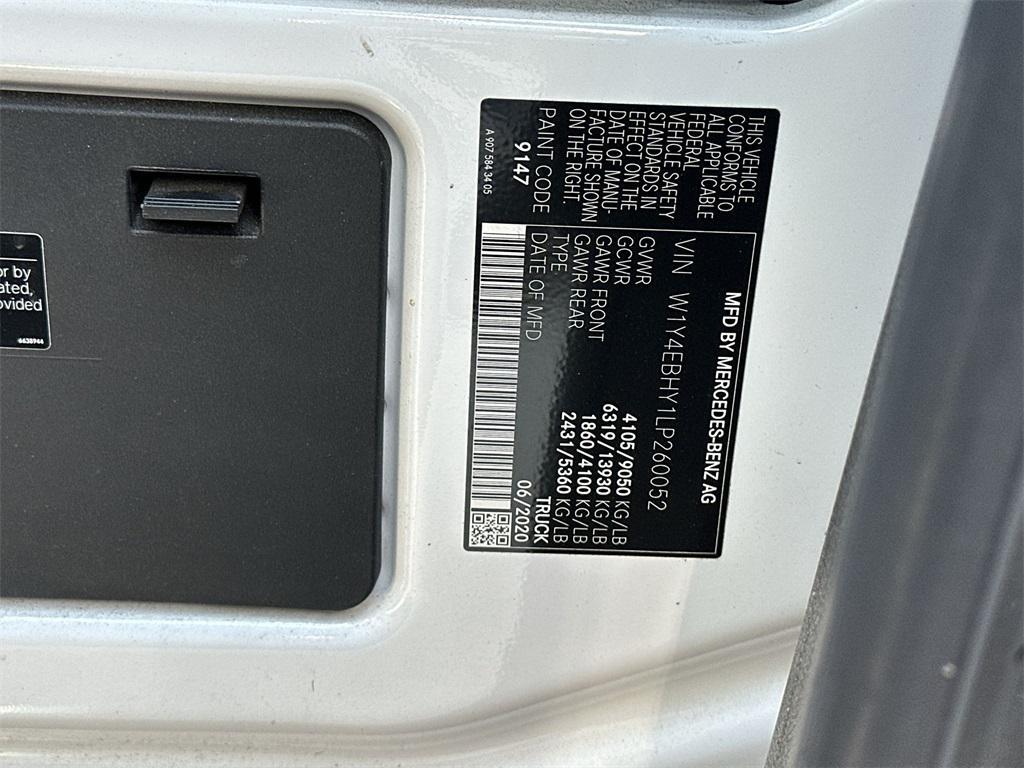 THIS VEHICLE
CONFORMS TO
ALL APPLICABLE
FEDERAL
VEHICLE SAFETY
STANDARDS IN
EFFECT ON THE
DATE OF MANU-
FACTURE SHOWN
ON THE RIGHT.
PAINT CODE
9147
A 907 584 34 05
MFD BY MERCEDES-BENZ AG
VIN W1Y4EBHY1LP260052
GVWR 4105/9050 KG/LB
GCWR 6319/13930 KG/LB
GAWR FRONT 1860/4100 KG/LB
GAWR REAR 2431/5360 KG/LB
TYPE TRUCK
DATE OF MFD 06/2020
or by
ated,
ovided
6638944